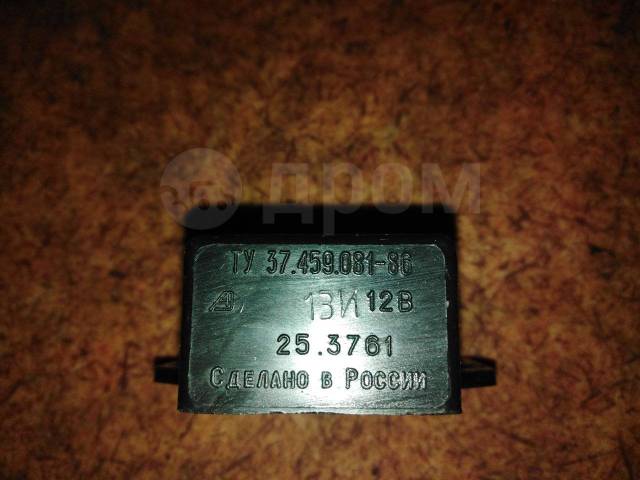 ДРОМ
ТУ 37.459.081-86
13И 12В
25.3761
Сделано в России